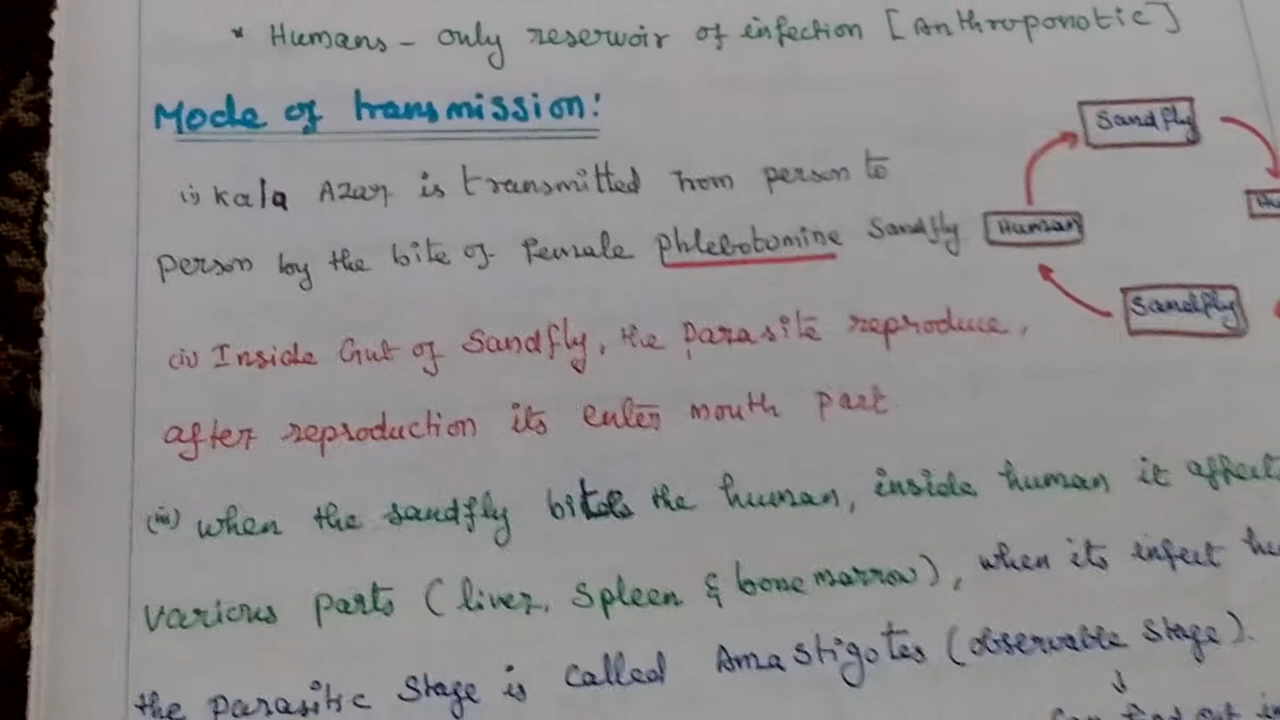 * Humans - only reservoir of infection [Anthroponotic]
Mode of transmission:
Sandfly
i) Kala Azar is transmitted from person to
Human
person by the bite of female phlebotomine Sandfly
Sandfly
(ii) Inside Gut of Sandfly, the parasite reproduce,
after reproduction its enter mouth part.
(iii) when the sandfly bites the human, inside human it affect
various parts (liver, Spleen & bone marrow), when its infect
the parasitic stage is called Amastigotes (observable stage).